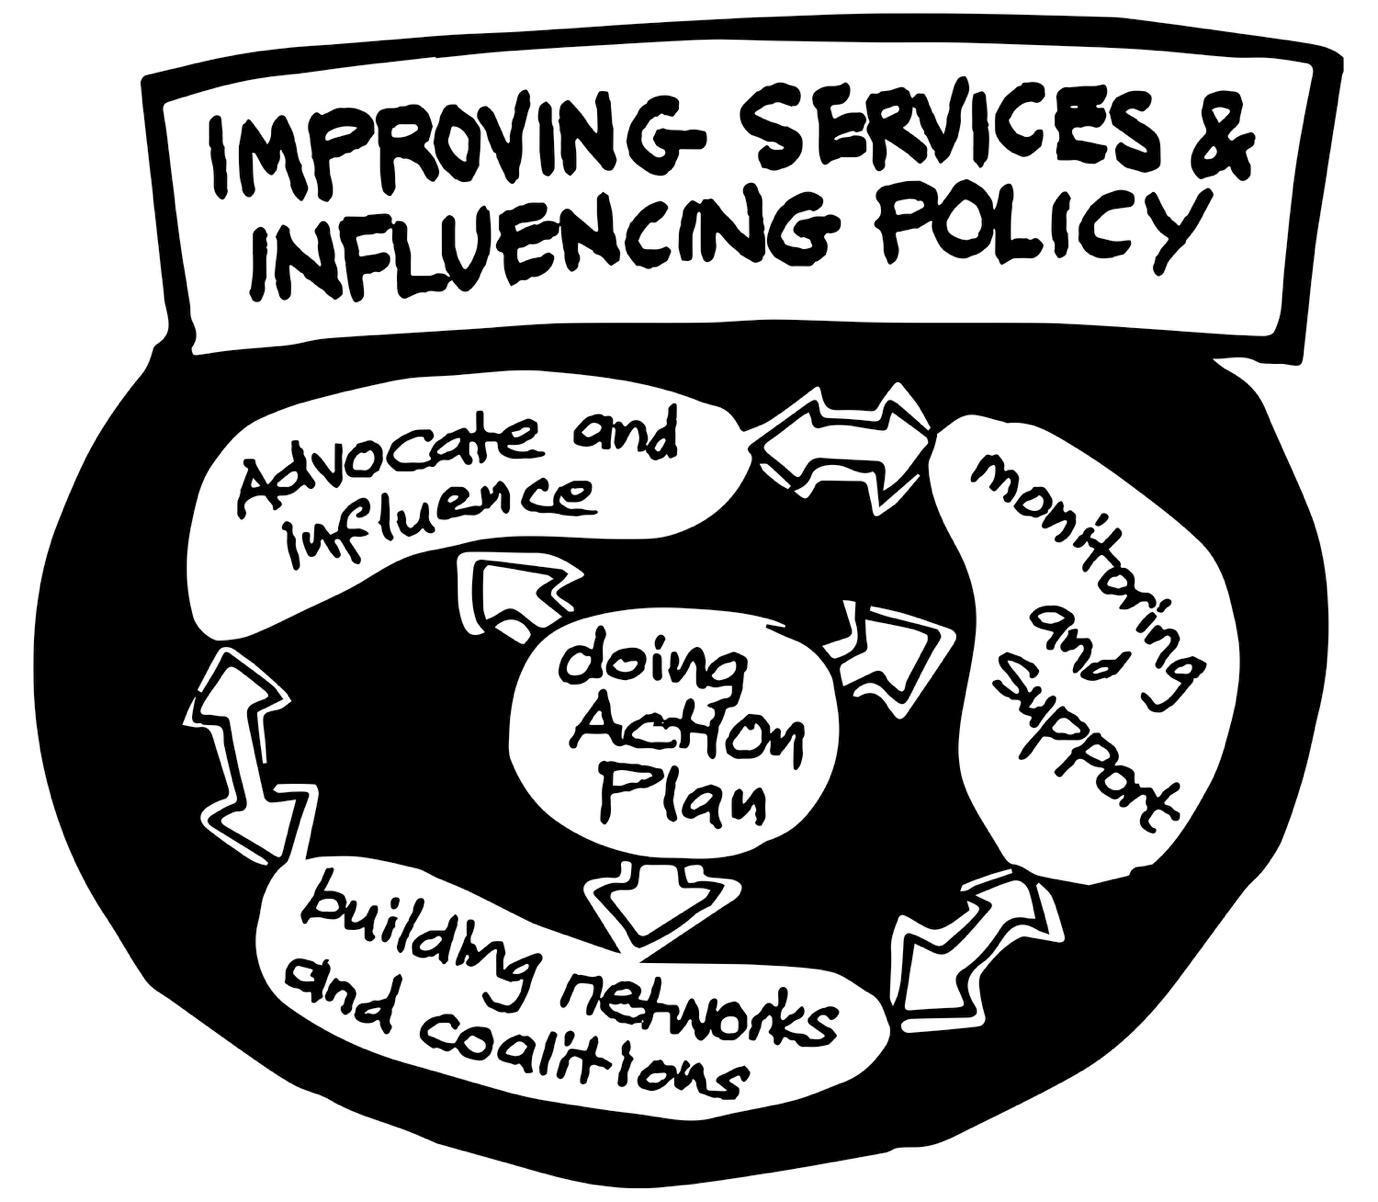 IMPROVING SERVICES &
INFLUENCING POLICY
Advocate and
influence
monitoring
and
Support
doing
Action
Plan
building networks
and coalitions